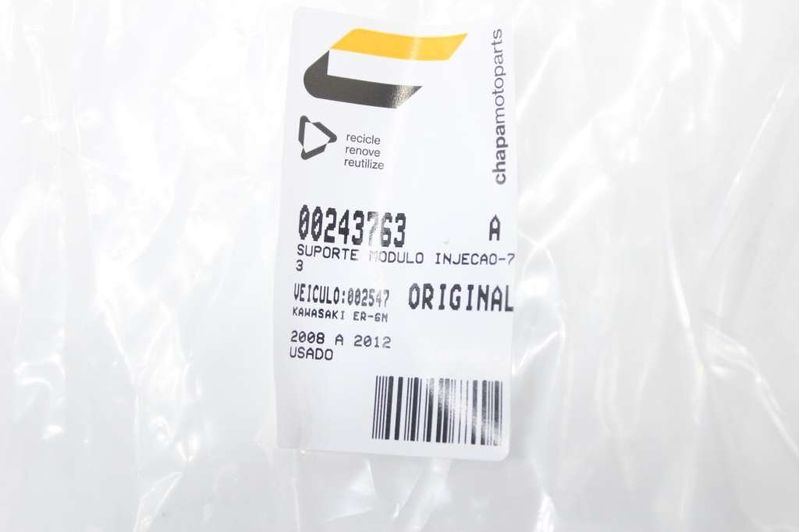 chapamotoparts
recicle
renove
reutilize
00243763 A
SUPORTE MODULO INJECAO-7
3
VEICULO:002547 ORIGINAL
KAWASAKI ER-6N
2008 A 2012
USADO